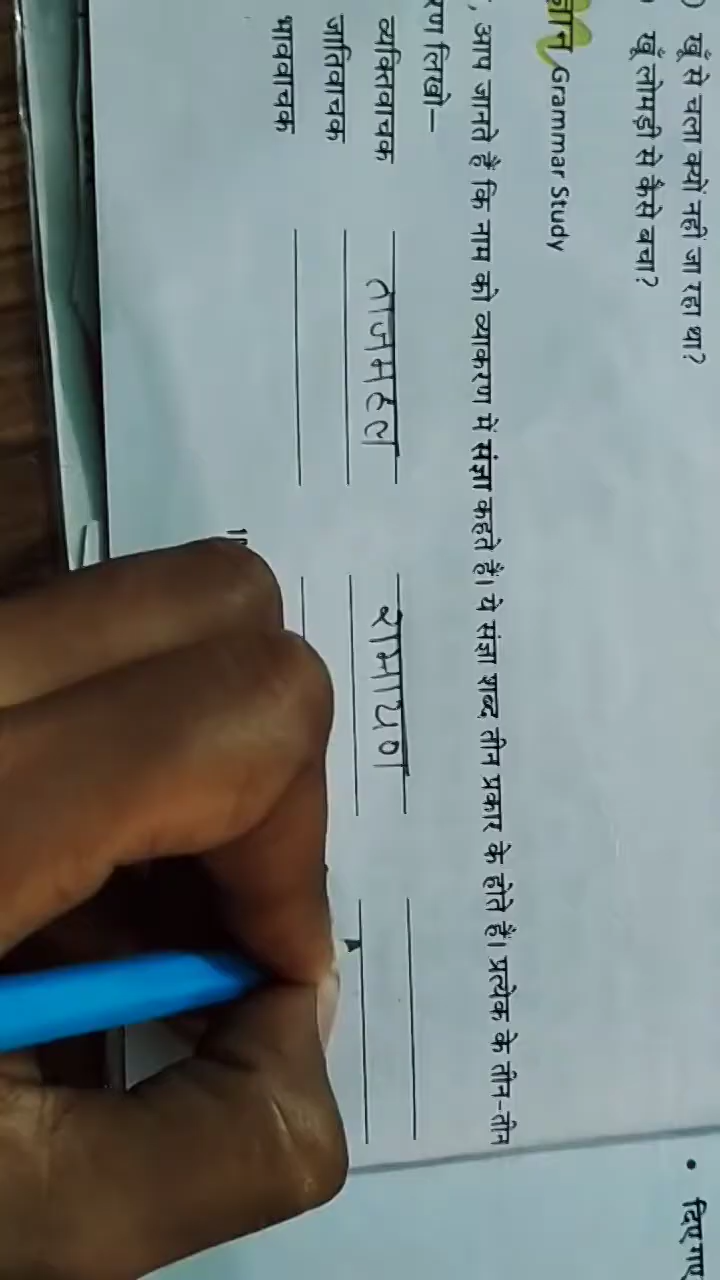 खूँ से चला क्यों नहीं जा रहा था?
खूँ लोमड़ी से कैसे बचा?
ज्ञान Grammar Study
, आप जानते हैं कि नाम को व्याकरण में संज्ञा कहते हैं। ये संज्ञा शब्द तीन प्रकार के होते हैं। प्रत्येक के तीन-तीन
रण लिखो–
व्यक्तिवाचक ताजमहल रामायण
जातिवाचक
भाववाचक
• दिए गए